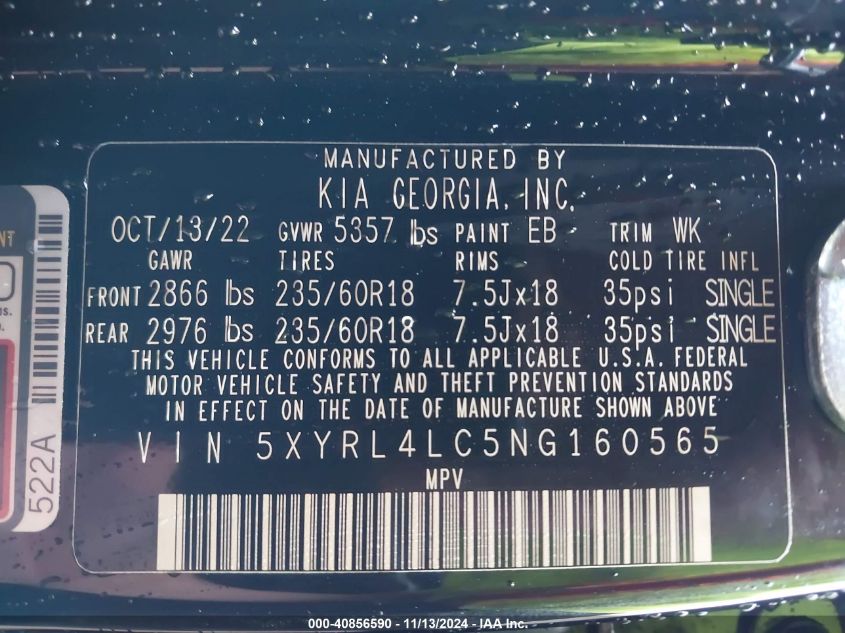 MANUFACTURED BY
KIA GEORGIA, INC.
OCT/13/22 GVWR 5357 lbs PAINT EB TRIM WK
GAWR TIRES RIMS COLD TIRE INFL
FRONT 2866 lbs 235/60R18 7.5Jx18 35psi SINGLE
REAR 2976 lbs 235/60R18 7.5Jx18 35psi SINGLE
THIS VEHICLE CONFORMS TO ALL APPLICABLE U.S.A. FEDERAL
MOTOR VEHICLE SAFETY AND THEFT PREVENTION STANDARDS
IN EFFECT ON THE DATE OF MANUFACTURE SHOWN ABOVE
VIN 5XYRL4LC5NG160565
MPV
522A
000-40856590 - 11/13/2024 - IAA Inc.